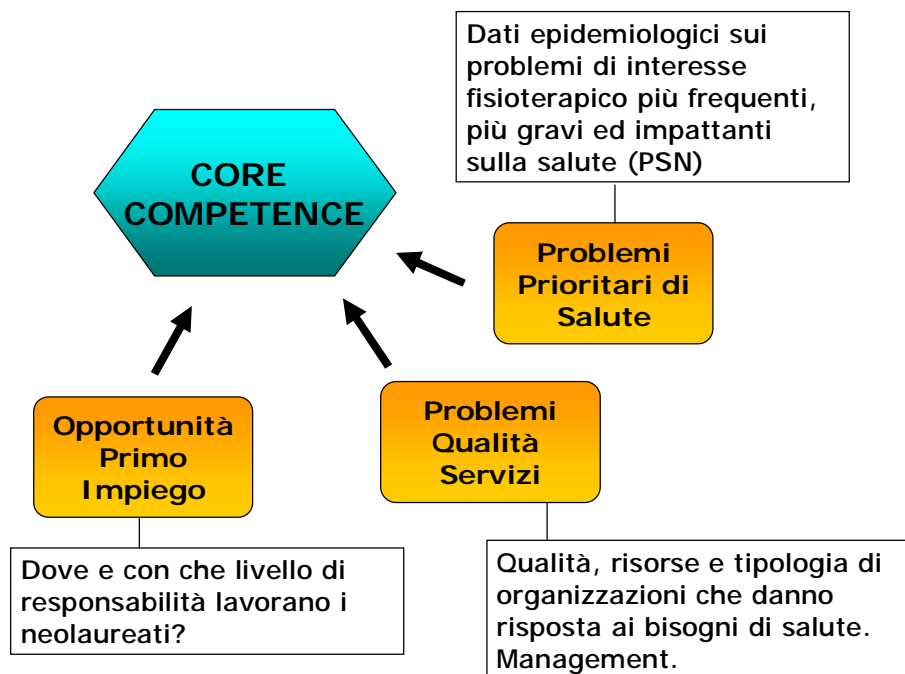 Dati epidemiologici sui
problemi di interesse
fisioterapico più frequenti,
più gravi ed impattanti
sulla salute (PSN)
CORE
COMPETENCE
Problemi
Prioritari di
Salute
Opportunità
Primo
Impiego
Problemi
Qualità
Servizi
Dove e con che livello di
responsabilità lavorano i
neolaureati?
Qualità, risorse e tipologia di
organizzazioni che danno
risposta ai bisogni di salute.
Management.